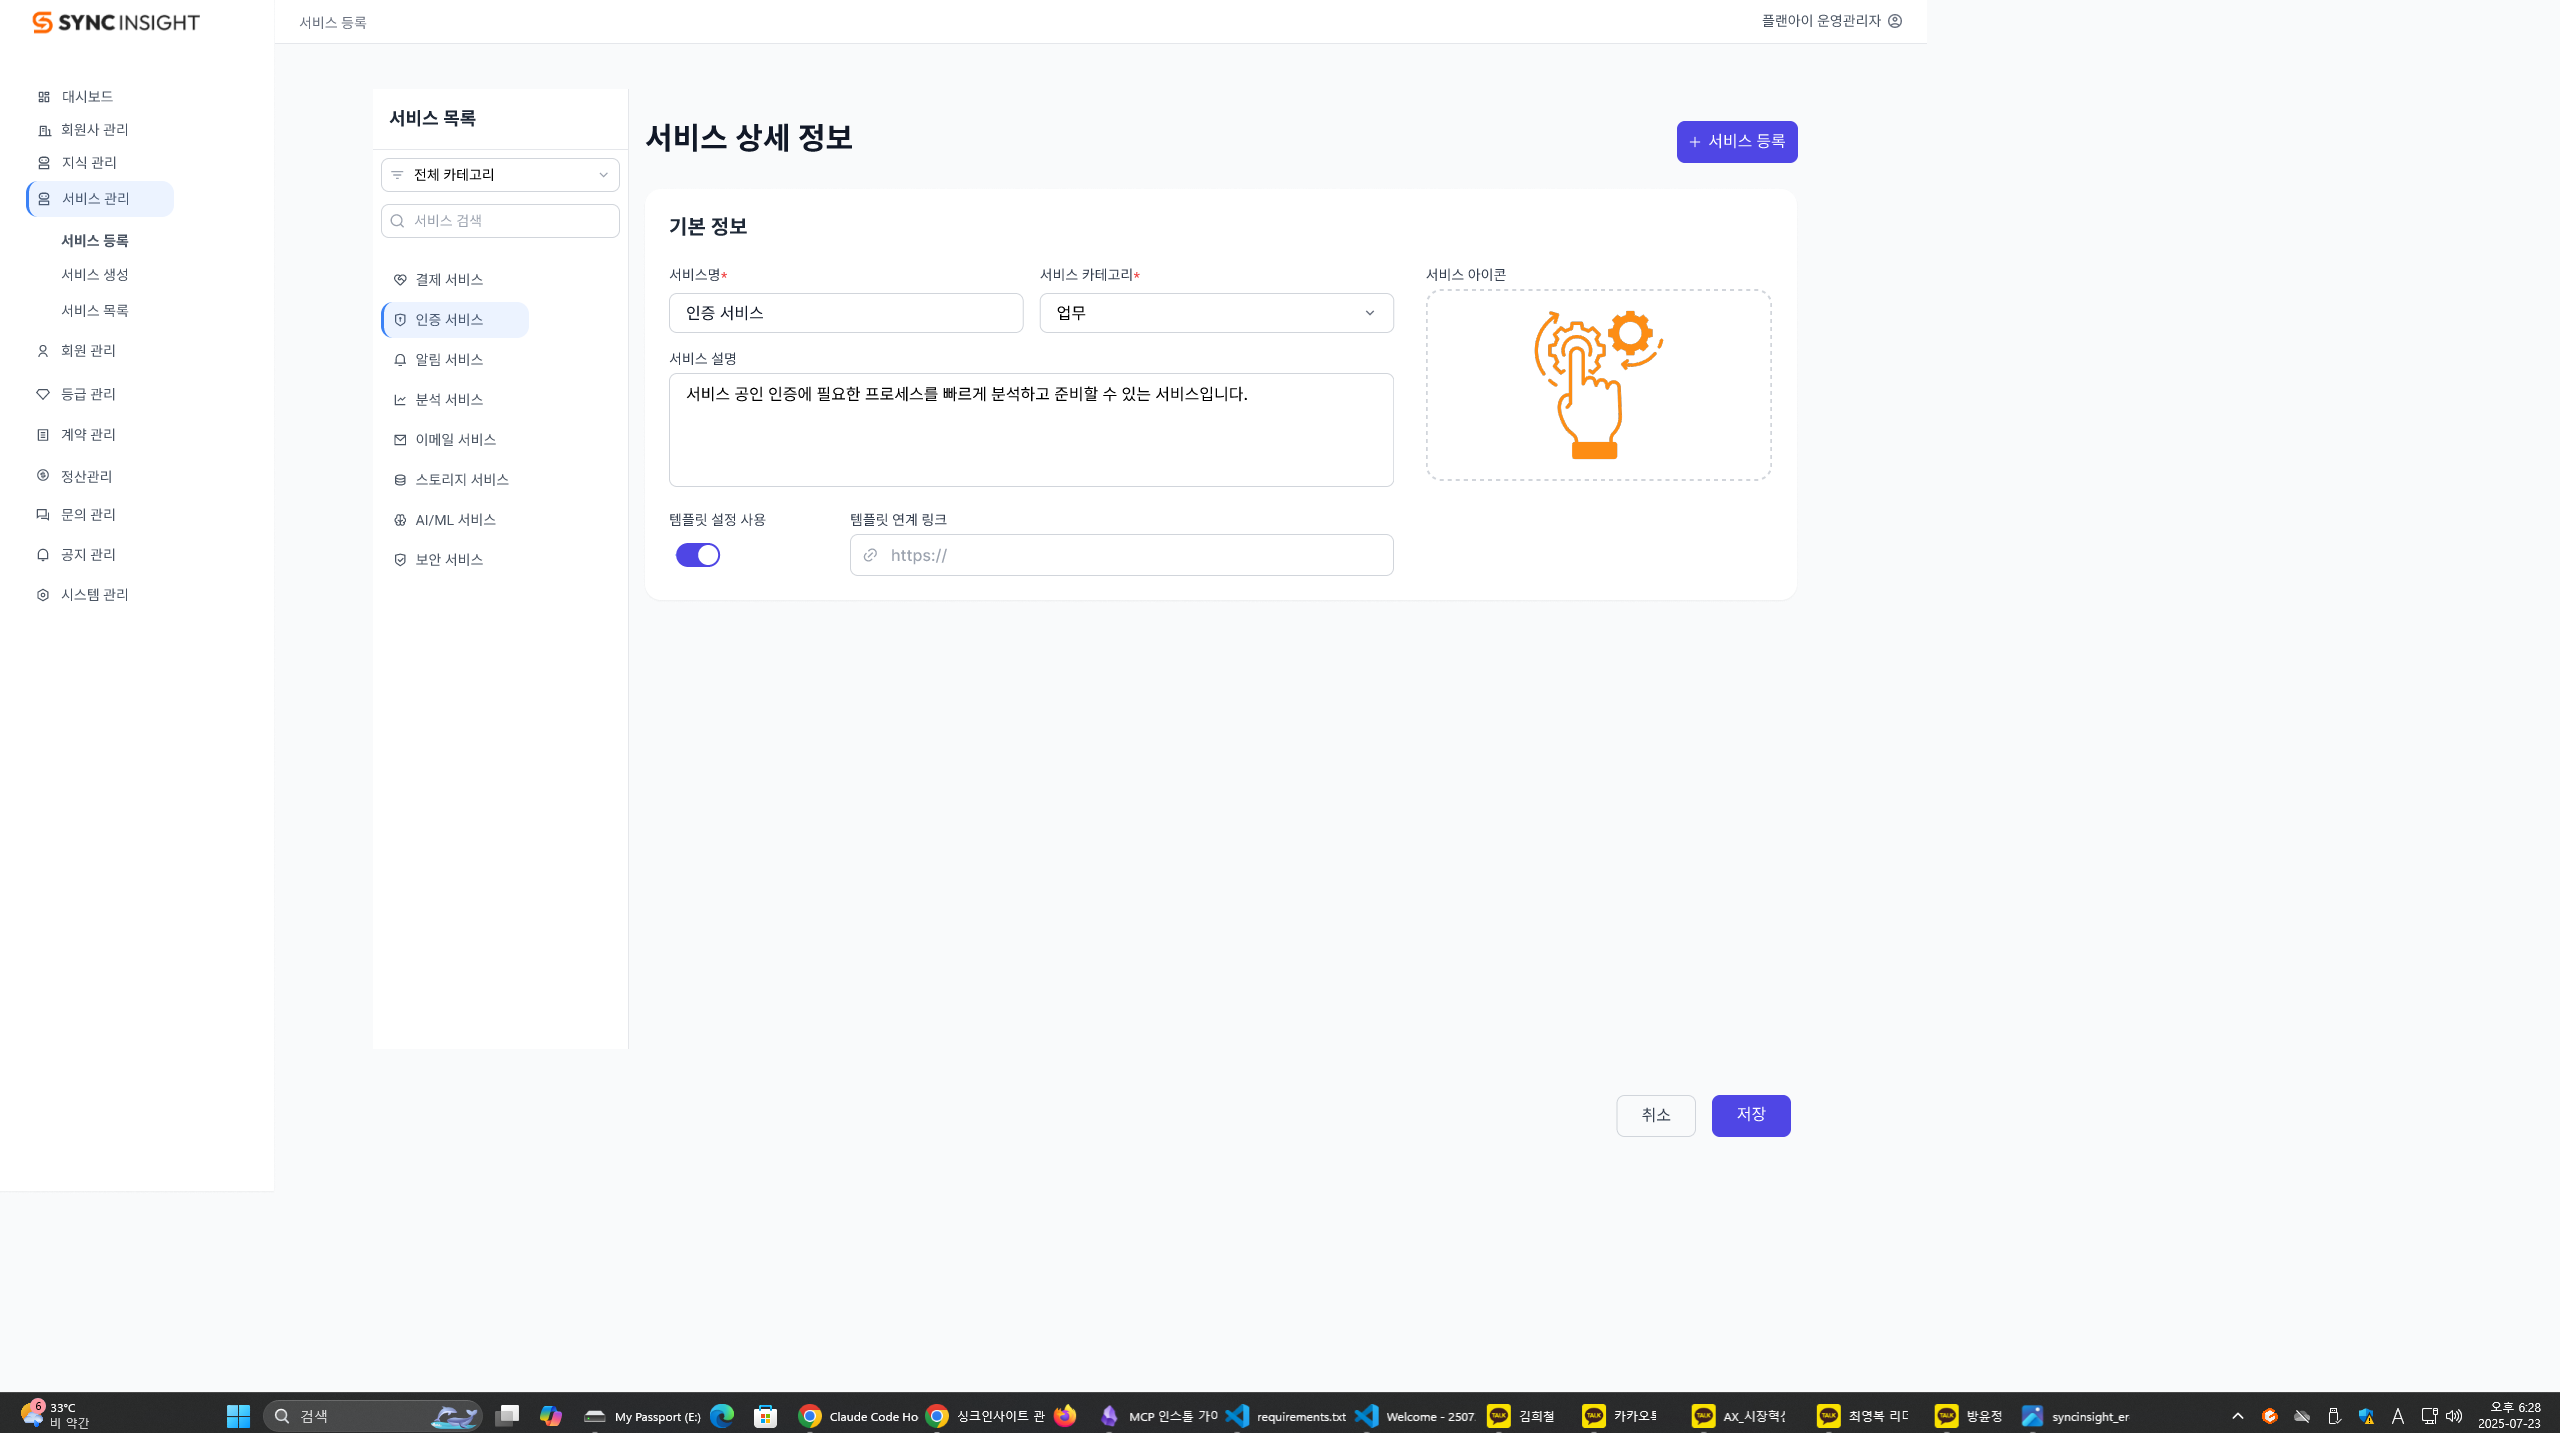 SYNC INSIGHT
서비스 등록
플랜아이 운영관리자
대시보드
회원사 관리
지식 관리
서비스 관리
서비스 등록
서비스 생성
서비스 목록
회원 관리
등급 관리
계약 관리
정산관리
문의 관리
공지 관리
시스템 관리
서비스 목록
전체 카테고리
서비스 검색
결제 서비스
인증 서비스
알림 서비스
분석 서비스
이메일 서비스
스토리지 서비스
AI/ML 서비스
보안 서비스
서비스 상세 정보
서비스 등록
기본 정보
서비스명*
서비스 카테고리*
서비스 아이콘
인증 서비스
업무
서비스 설명
서비스 공인 인증에 필요한 프로세스를 빠르게 분석하고 준비할 수 있는 서비스입니다.
템플릿 설정 사용
템플릿 연계 링크
https://
취소
저장
6
33°C
비 약간
검색
My Passport (E:)
Claude Code Ho
싱크인사이트 관
MCP 인스톨 가이
requirements.txt
Welcome - 2507
TALK
김희철
TALK
카카오톡
TALK
AX_시장혁신
TALK
최영복 리더
TALK
방윤정
syncinsight_er
A
오후 6:28
2025-07-23